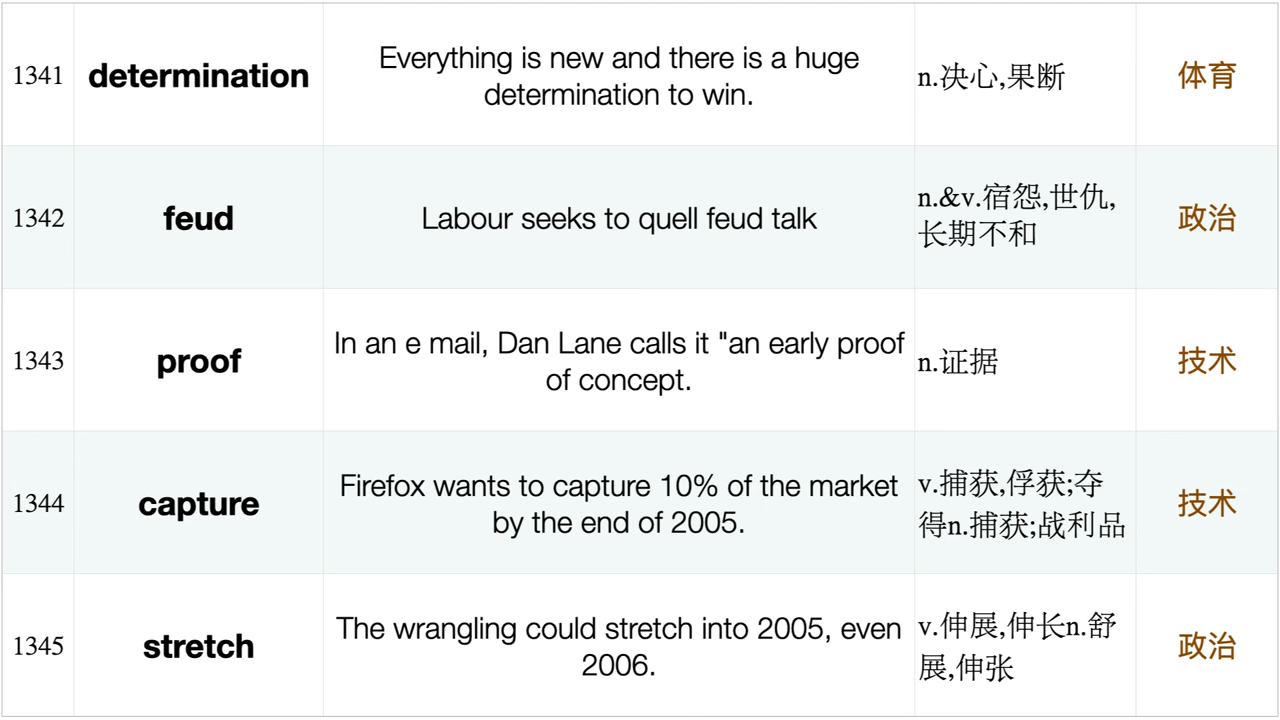 1341 determination Everything is new and there is a huge determination to win. n.决心,果断 体育
1342 feud Labour seeks to quell feud talk n.&v.宿怨,世仇,长期不和 政治
1343 proof In an e mail, Dan Lane calls it "an early proof of concept. n.证据 技术
1344 capture Firefox wants to capture 10% of the market by the end of 2005. v.捕获,俘获;夺得n.捕获;战利品 技术
1345 stretch The wrangling could stretch into 2005, even 2006. v.伸展,伸长n.舒展,伸张 政治